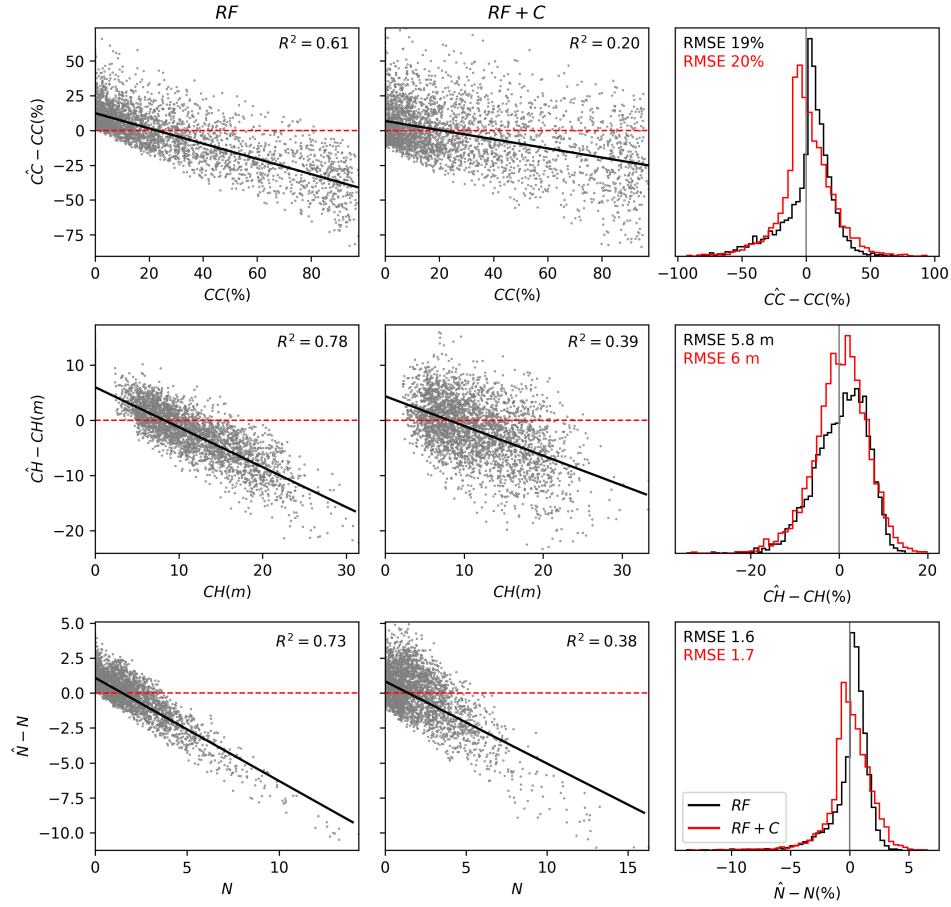 RF
RF + C
R² = 0.61
R² = 0.20
RMSE 19%
RMSE 20%
50
25
0
−25
−50
−75
ĈC − CC(%)
0 20 40 60 80
CC(%)
0 20 40 60 80
CC(%)
−100 −50 0 50 100
ĈC − CC(%)
R² = 0.78
R² = 0.39
RMSE 5.8 m
RMSE 6 m
10
0
−10
−20
ĈH − CH(m)
0 10 20 30
CH(m)
0 10 20 30
CH(m)
−20 0 20
ĈH − CH(%)
R² = 0.73
R² = 0.38
RMSE 1.6
RMSE 1.7
5.0
2.5
0.0
−2.5
−5.0
−7.5
−10.0
N̂ − N
0 5 10
N
0 5 10 15
N
RF
RF + C
−10 −5 0 5
N̂ − N(%)